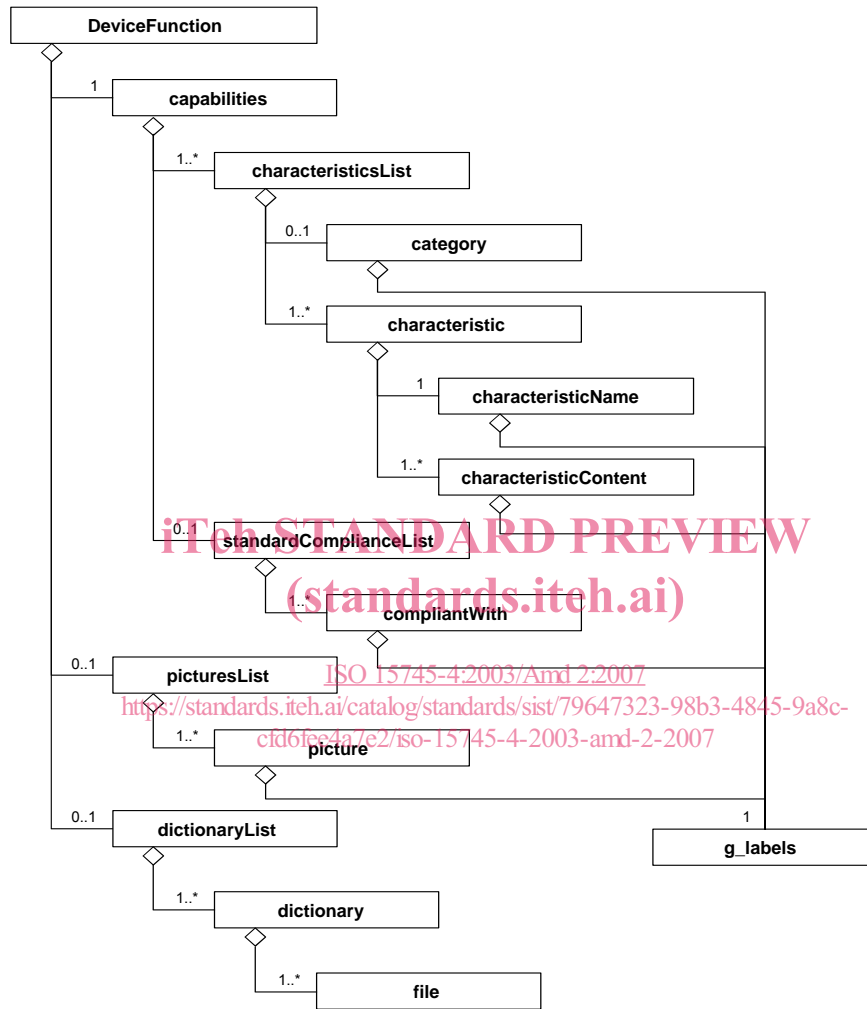 DeviceFunction
1
capabilities
1..*
characteristicsList
0..1
category
1..*
characteristic
1
characteristicName
1..*
characteristicContent
iTeh STANDARD PREVIEW
0..1
standardComplianceList
(standards.iteh.ai)
1..*
compliantWith
0..1
picturesList
ISO 15745-4:2003/Amd 2:2007
https://standards.iteh.ai/catalog/standards/sist/79647323-98b3-4845-9a8c-
cfd6fee4a7e2/iso-15745-4-2003-amd-2-2007
1..*
picture
0..1
dictionaryList
1
g_labels
1..*
dictionary
1..*
file